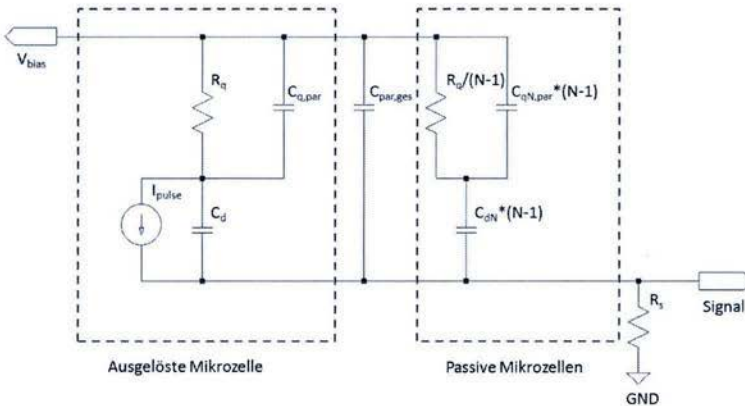 V_bias
R_q
C_q,par
C_par,ges
R_q/(N-1)
C_qN,par*(N-1)
I_pulse
C_d
C_dN*(N-1)
R_s
Signal
Ausgelöste Mikrozelle
Passive Mikrozellen
GND